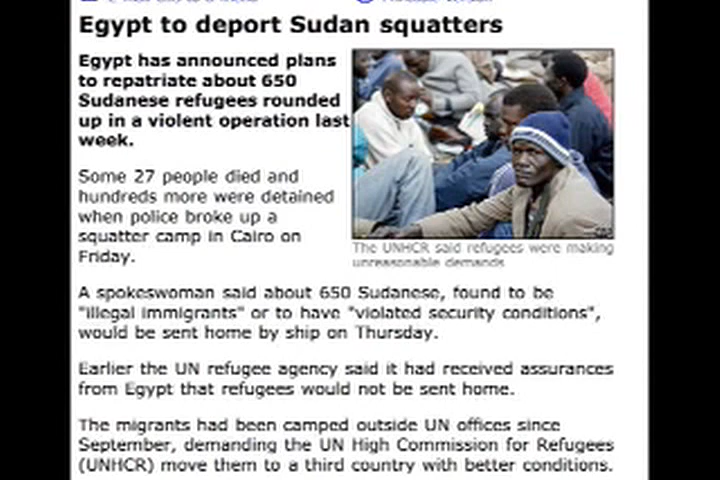 Egypt to deport Sudan squatters
Egypt has announced plans
to repatriate about 650
Sudanese refugees rounded
up in a violent operation last
week.
Some 27 people died and
hundreds more were detained
when police broke up a
squatter camp in Cairo on
Friday.
The UNHCR said refugees were making
unreasonable demands
A spokeswoman said about 650 Sudanese, found to be
"illegal immigrants" or to have "violated security conditions",
would be sent home by ship on Thursday.
Earlier the UN refugee agency said it had received assurances
from Egypt that refugees would not be sent home.
The migrants had been camped outside UN offices since
September, demanding the UN High Commission for Refugees
(UNHCR) move them to a third country with better conditions.